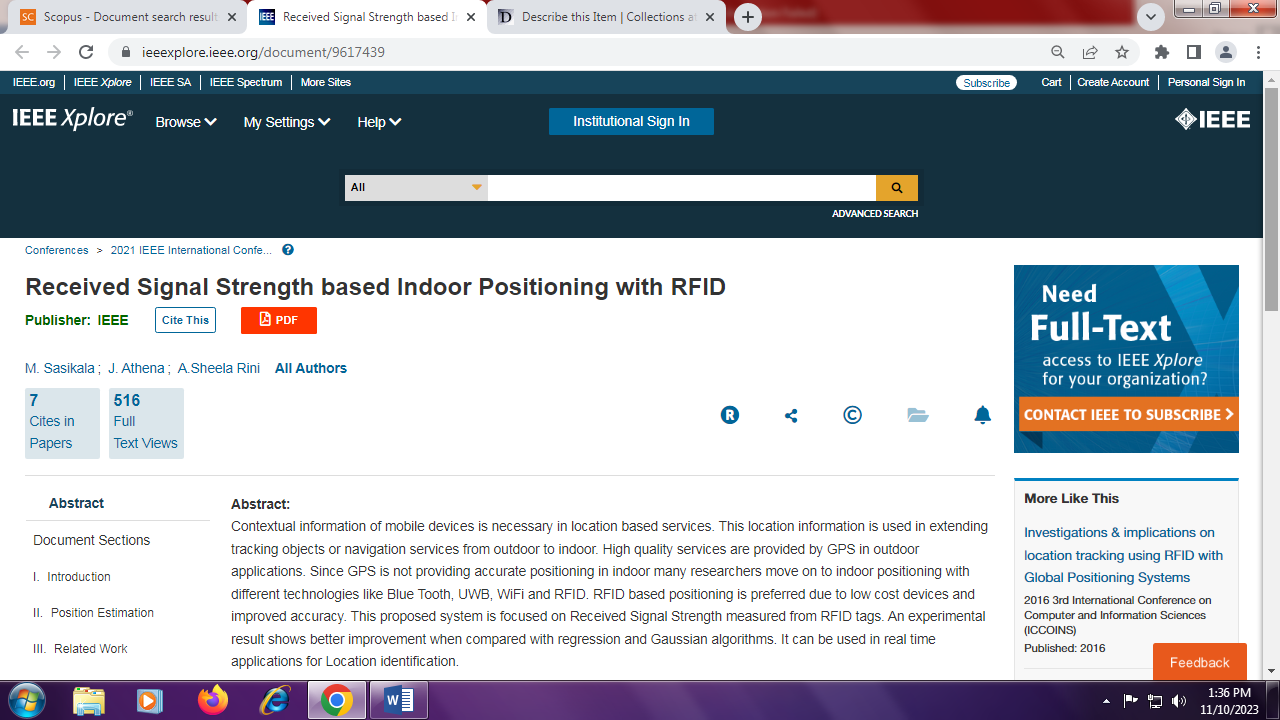 Scopus - Document search result
Received Signal Strength based I
Describe this Item | Collections a
ieeexplore.ieee.org/document/9617439
IEEE.org IEEE Xplore IEEE SA IEEE Spectrum More Sites Subscribe Cart Create Account Personal Sign In
IEEE Xplore® Browse My Settings Help Institutional Sign In IEEE
All
ADVANCED SEARCH
Conferences > 2021 IEEE International Confe...
Received Signal Strength based Indoor Positioning with RFID
Publisher: IEEE Cite This PDF
M. Sasikala ; J. Athena ; A.Sheela Rini All Authors
7
Cites in
Papers
516
Full
Text Views
Abstract
Document Sections
I. Introduction
II. Position Estimation
III. Related Work
Abstract:
Contextual information of mobile devices is necessary in location based services. This location information is used in extending
tracking objects or navigation services from outdoor to indoor. High quality services are provided by GPS in outdoor
applications. Since GPS is not providing accurate positioning in indoor many researchers move on to indoor positioning with
different technologies like Blue Tooth, UWB, WiFi and RFID. RFID based positioning is preferred due to low cost devices and
improved accuracy. This proposed system is focused on Received Signal Strength measured from RFID tags. An experimental
result shows better improvement when compared with regression and Gaussian algorithms. It can be used in real time
applications for Location identification.
Need
Full-Text
access to IEEE Xplore
for your organization?
CONTACT IEEE TO SUBSCRIBE >
More Like This
Investigations & implications on
location tracking using RFID with
Global Positioning Systems
2016 3rd International Conference on
Computer and Information Sciences
(ICCOINS)
Published: 2016
Feedback
1:36 PM
11/10/2023